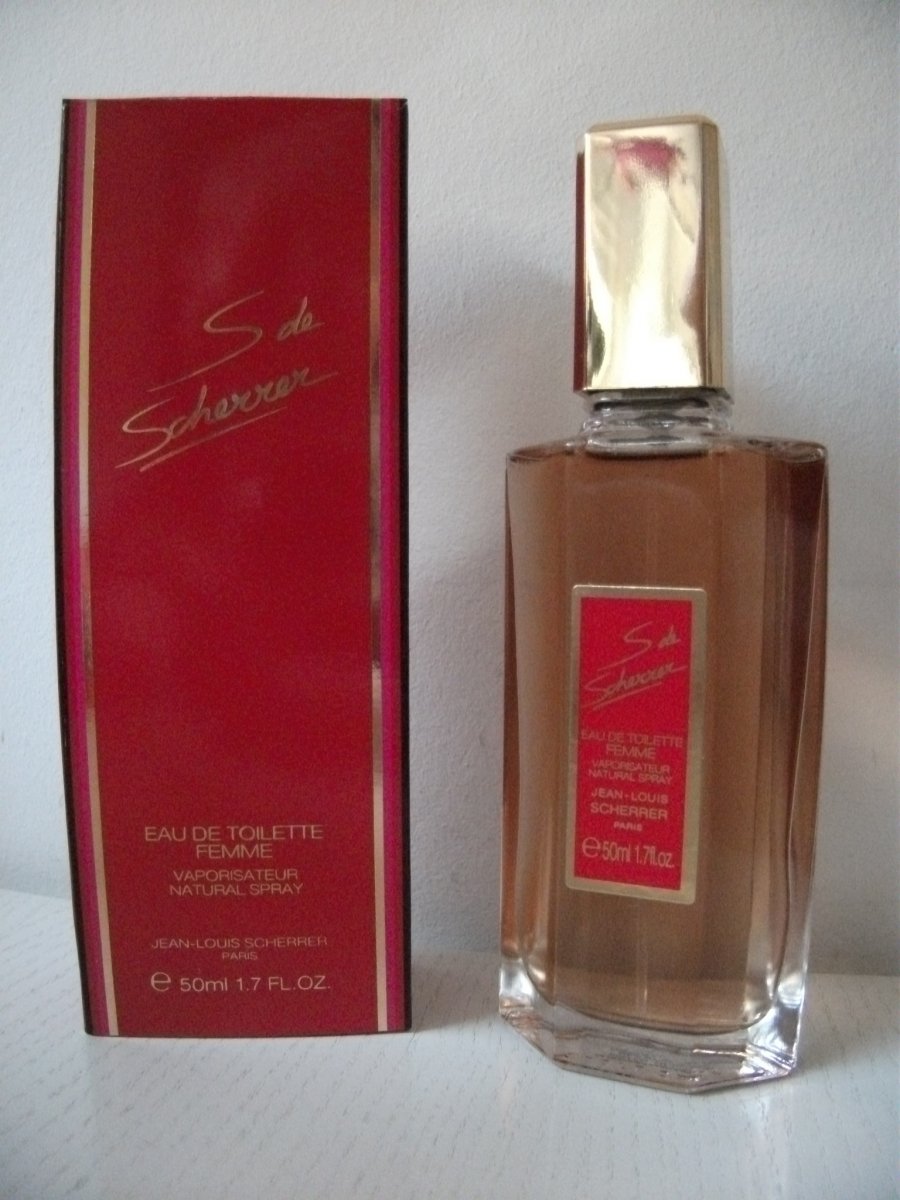 S de
Scherrer
EAU DE TOILETTE
FEMME
VAPORISATEUR
NATURAL SPRAY
JEAN-LOUIS SCHERRER
PARIS
℮ 50ml 1.7 FL.OZ.
S de
Scherrer
EAU DE TOILETTE
FEMME
VAPORISATEUR
NATURAL SPRAY
JEAN-LOUIS
SCHERRER
PARIS
℮ 50ml 1.7fl.oz.